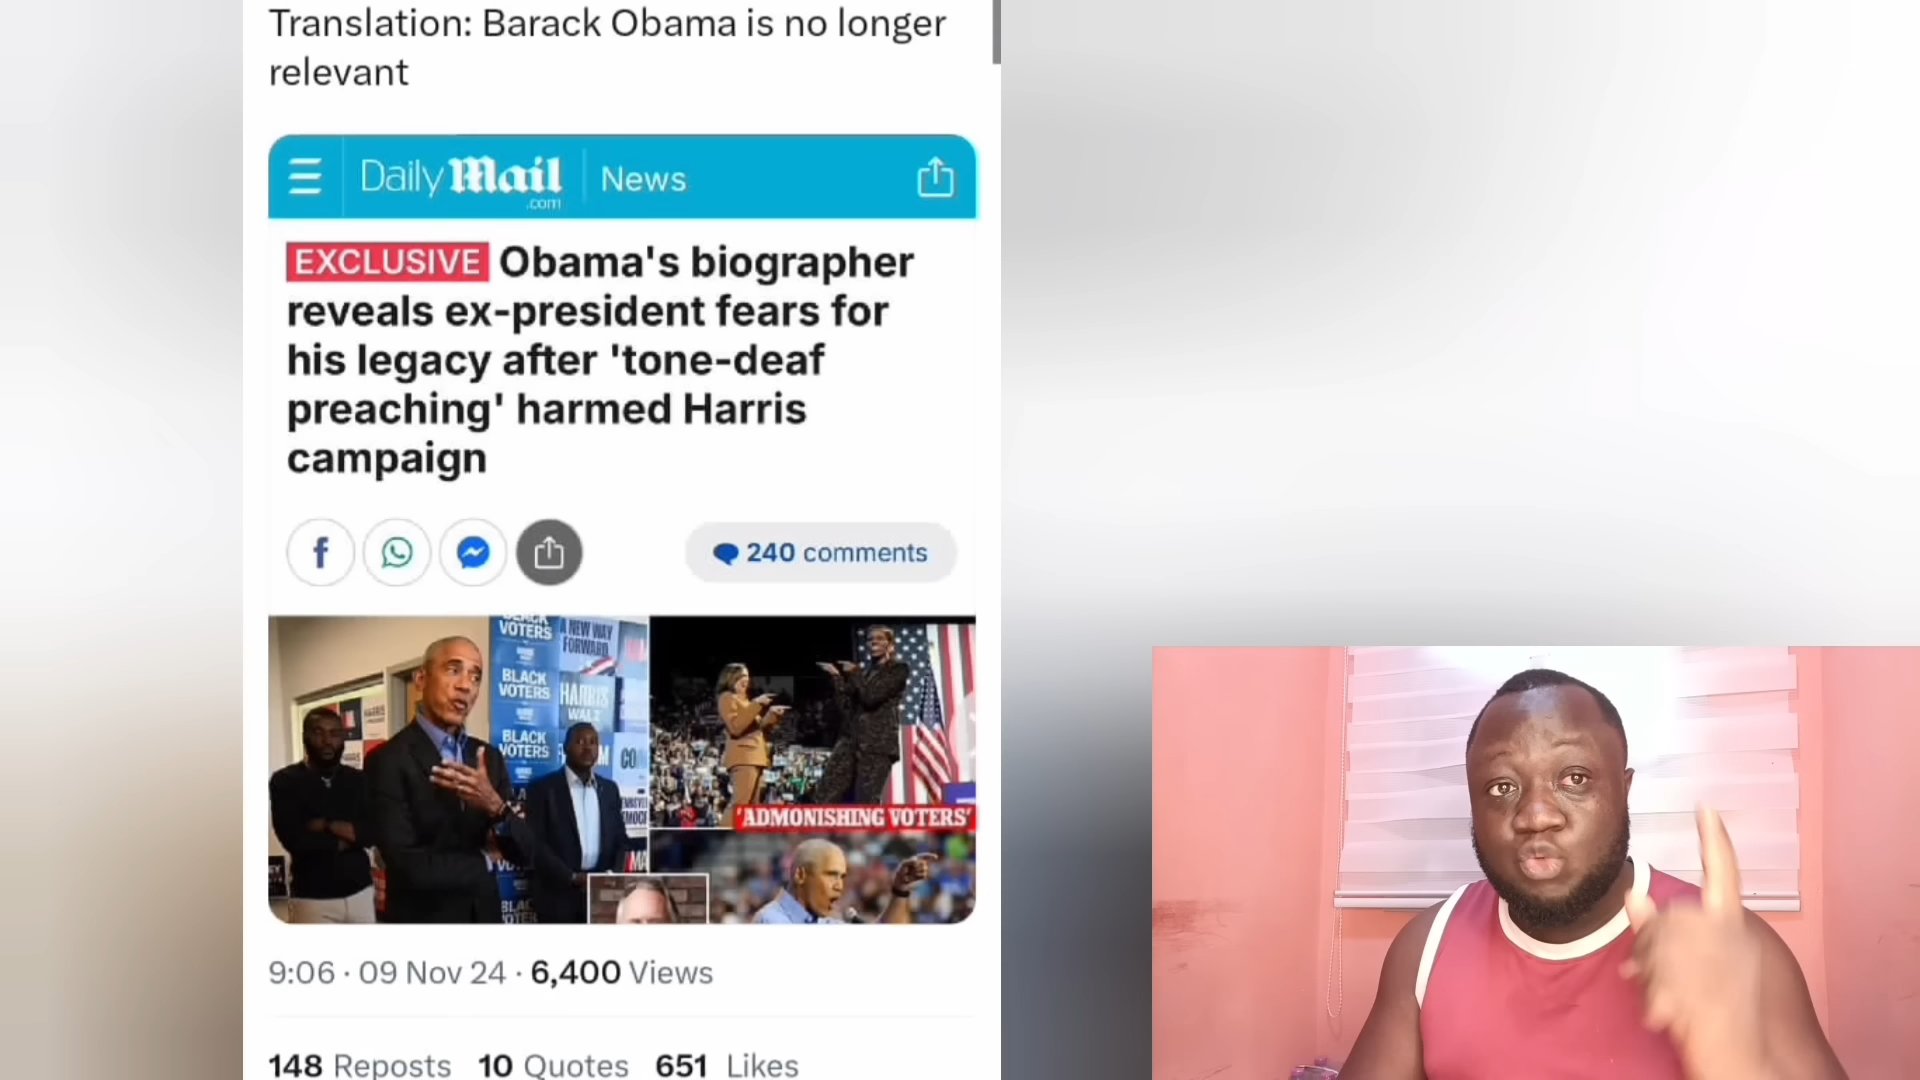 Translation: Barack Obama is no longer
relevant
Daily Mail
.com
News
EXCLUSIVE Obama's biographer
reveals ex-president fears for
his legacy after 'tone-deaf
preaching' harmed Harris
campaign
240 comments
BLACK
VOTERS
A NEW WAY
FORWARD
BLACK
VOTERS
HARRIS
WALZ
BLACK
VOTERS
'ADMONISHING VOTERS'
9:06 · 09 Nov 24 · 6,400 Views
148 Reposts 10 Quotes 651 Likes